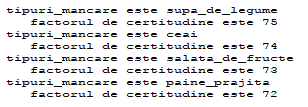 tipuri_mancare este supa_de_legume
factorul de certitudine este 75
tipuri_mancare este ceai
factorul de certitudine este 74
tipuri_mancare este salata_de_fructe
factorul de certitudine este 73
tipuri_mancare este paine_prajita
factorul de certitudine este 72